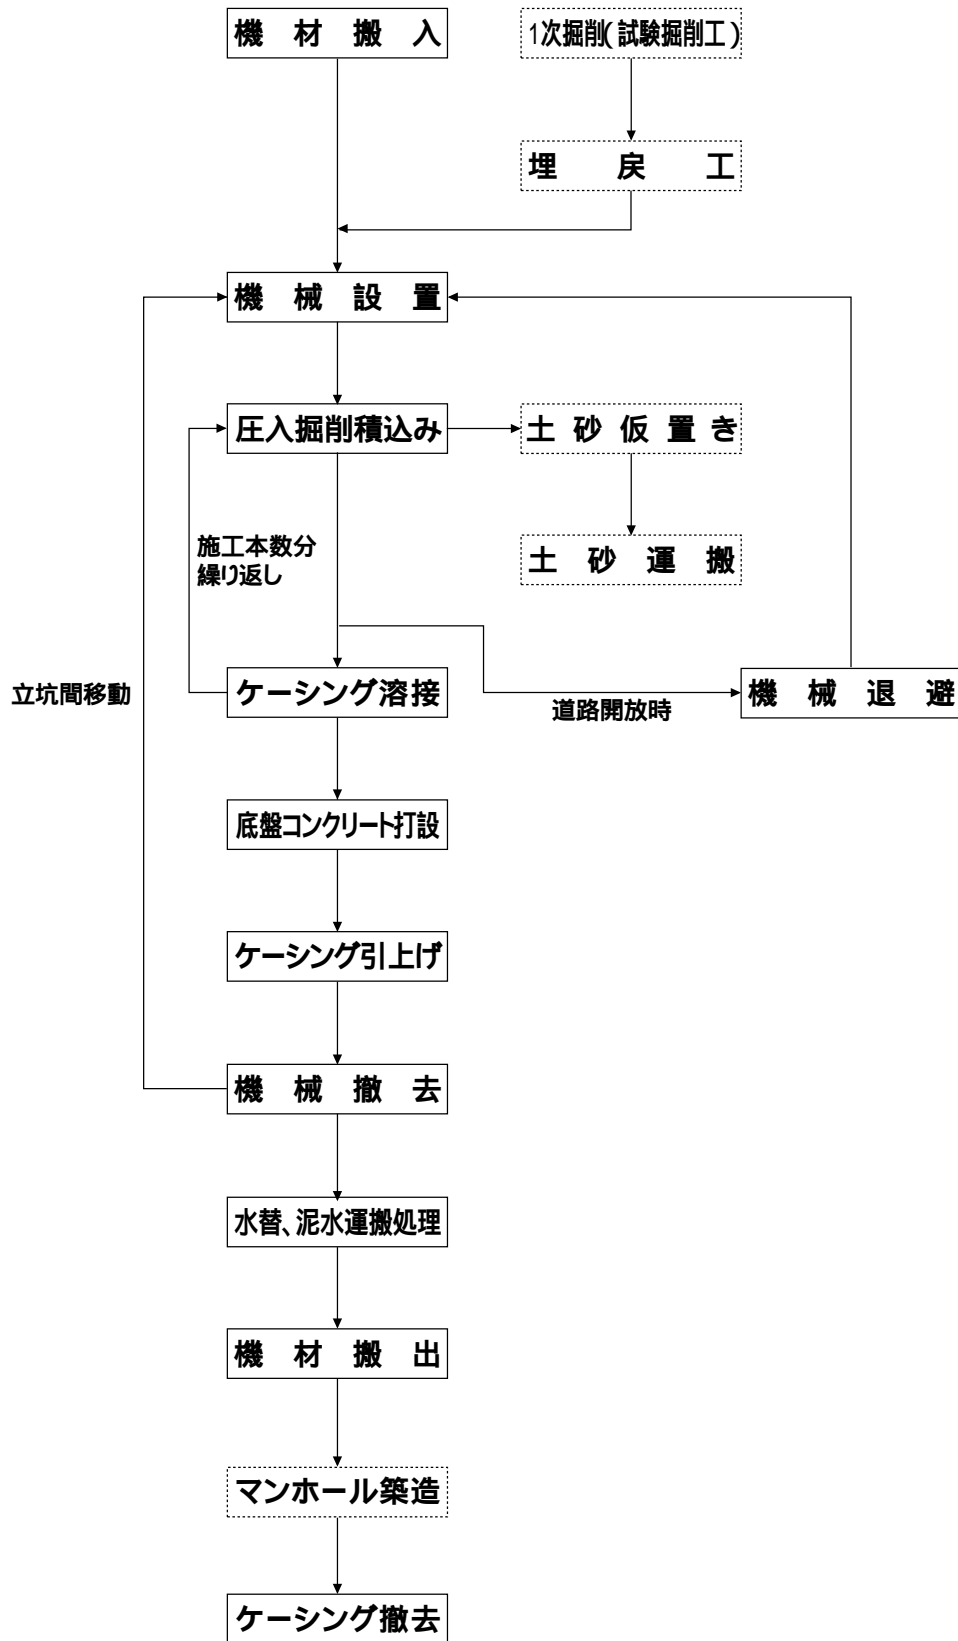 機材搬入
1次掘削(試験掘削工)
埋戻工
機械設置
圧入掘削積込み
土砂仮置き
施工本数分
繰り返し
土砂運搬
立坑間移動
ケーシング溶接
道路開放時
機械退避
底盤コンクリート打設
ケーシング引上げ
機械撤去
水替、泥水運搬処理
機材搬出
マンホール築造
ケーシング撤去